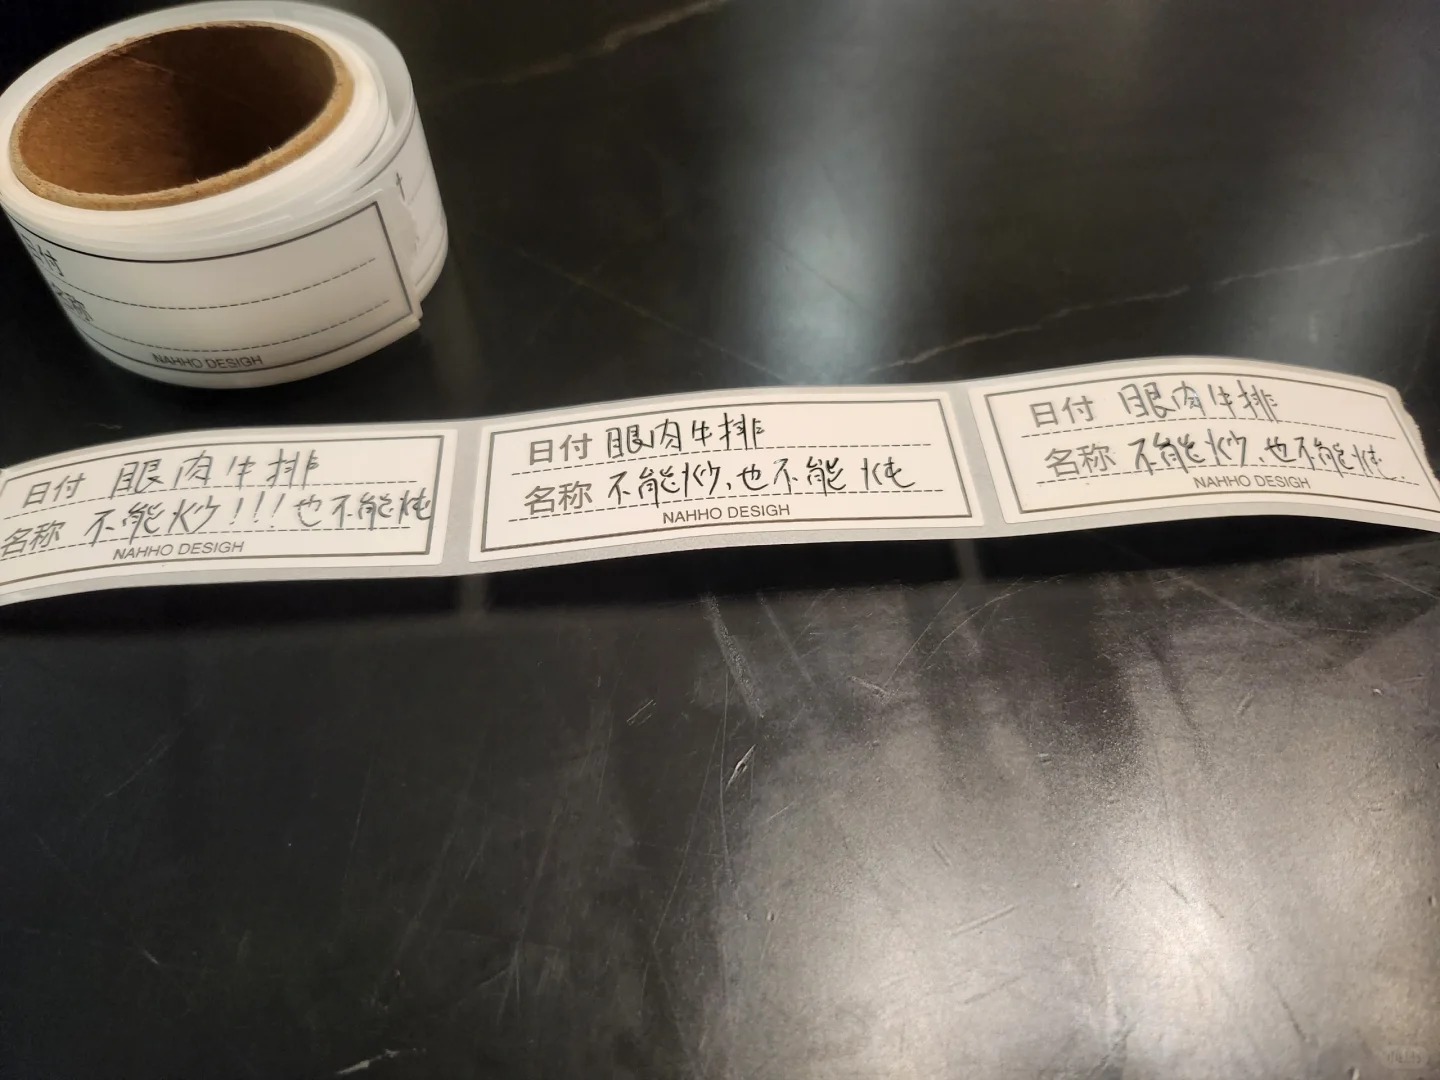 日付
名称
NAHHO DESIGH
日付 眼肉牛排
名称 不能炒!!!也不能炖
NAHHO DESIGH
日付 眼肉牛排
名称 不能炒、也不能炖
NAHHO DESIGH
日付 眼肉牛排
名称 不能炒、也不能炖.
NAHHO DESIGH